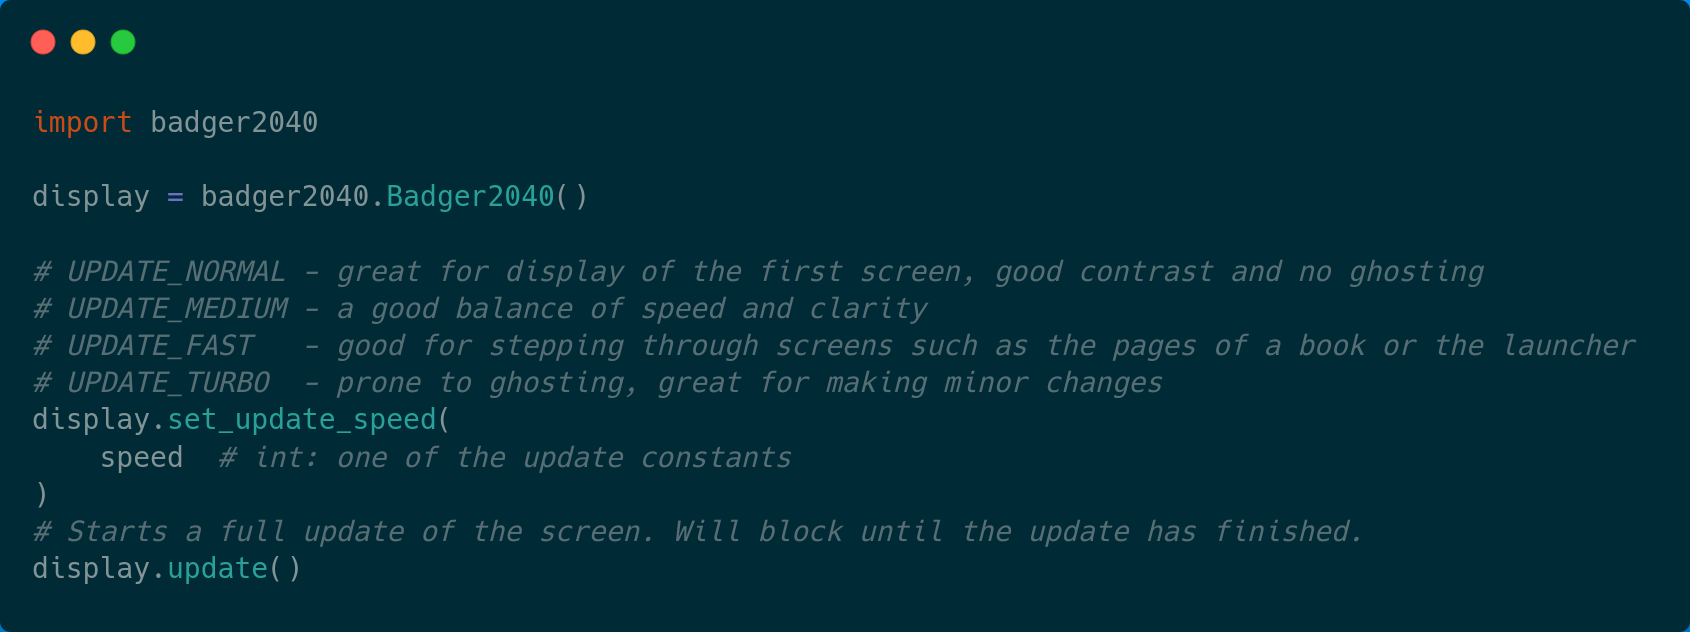 import badger2040
display = badger2040.Badger2040()
# UPDATE_NORMAL - great for display of the first screen, good contrast and no ghosting
# UPDATE_MEDIUM - a good balance of speed and clarity
# UPDATE_FAST   - good for stepping through screens such as the pages of a book or the launcher
# UPDATE_TURBO  - prone to ghosting, great for making minor changes
display.set_update_speed(
    speed  # int: one of the update constants
)
# Starts a full update of the screen. Will block until the update has finished.
display.update()